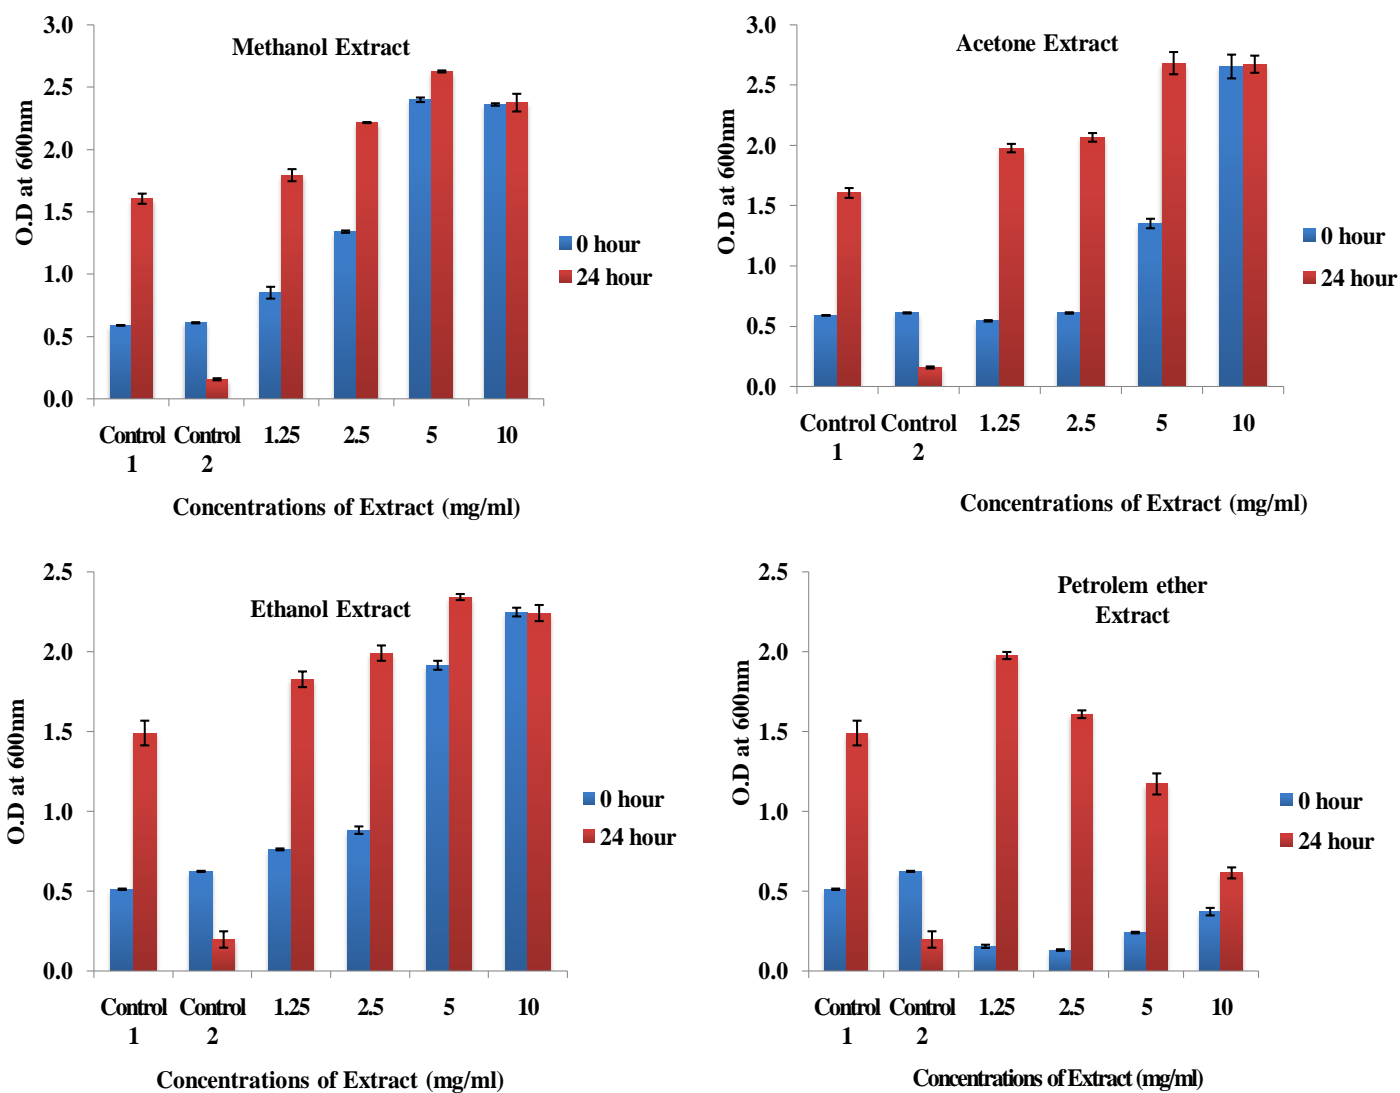 Methanol Extract
O.D at 600nm
3.0
2.5
2.0
1.5
1.0
0.5
0.0
Control 1
Control 2
1.25
2.5
5
10
Concentrations of Extract (mg/ml)
0 hour
24 hour
Acetone Extract
O.D at 600nm
3.0
2.5
2.0
1.5
1.0
0.5
0.0
Control 1
Control 2
1.25
2.5
5
10
Concentrations of Extract (mg/ml)
0 hour
24 hour
Ethanol Extract
O.D at 600nm
2.5
2.0
1.5
1.0
0.5
0.0
Control 1
Control 2
1.25
2.5
5
10
Concentrations of Extract (mg/ml)
0 hour
24 hour
Petrolem ether
Extract
O.D at 600nm
2.5
2.0
1.5
1.0
0.5
0.0
Control 1
Control 2
1.25
2.5
5
10
Concentrations of Extract (mg/ml)
0 hour
24 hour